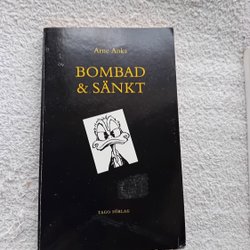 Arne Anka
BOMBAD
& SÄNKT
TAGO FÖRLAG